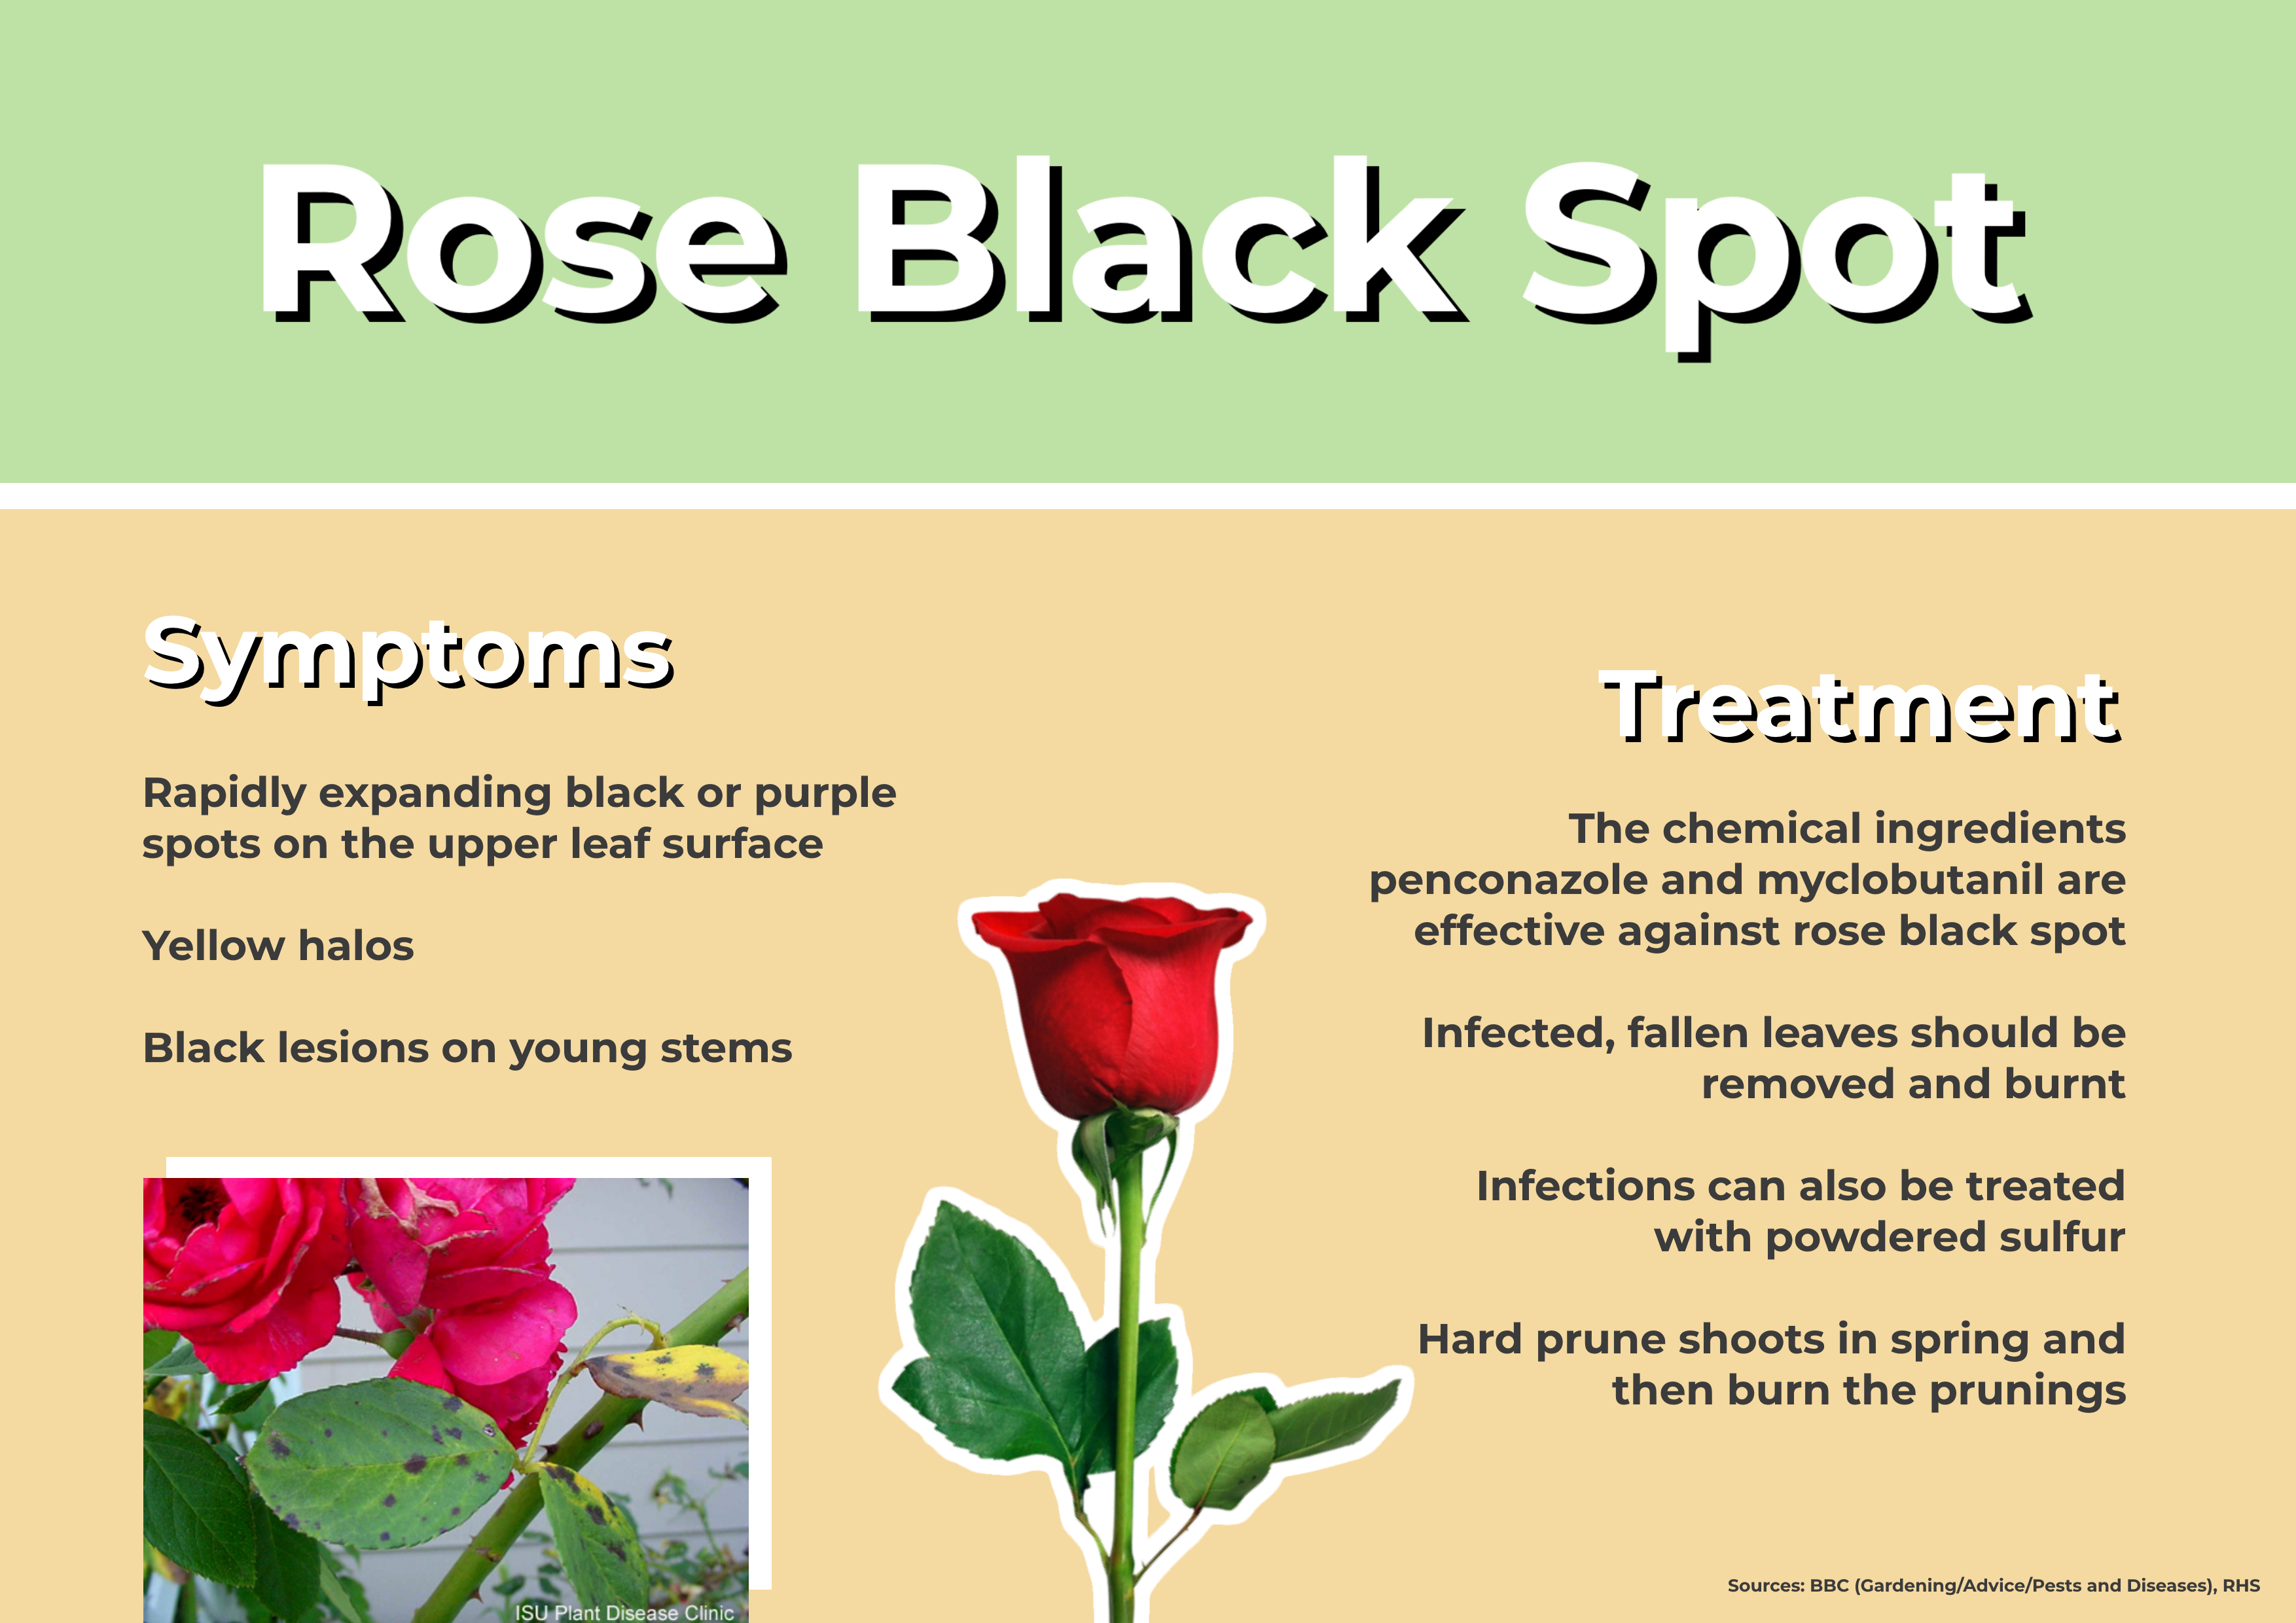 Rose Black Spot
Symptoms
Rapidly expanding black or purple
spots on the upper leaf surface
Yellow halos
Black lesions on young stems
ISU Plant Disease Clinic
Treatment
The chemical ingredients
penconazole and myclobutanil are
effective against rose black spot
Infected, fallen leaves should be
removed and burnt
Infections can also be treated
with powdered sulfur
Hard prune shoots in spring and
then burn the prunings
Sources: BBC (Gardening/Advice/Pests and Diseases), RHS